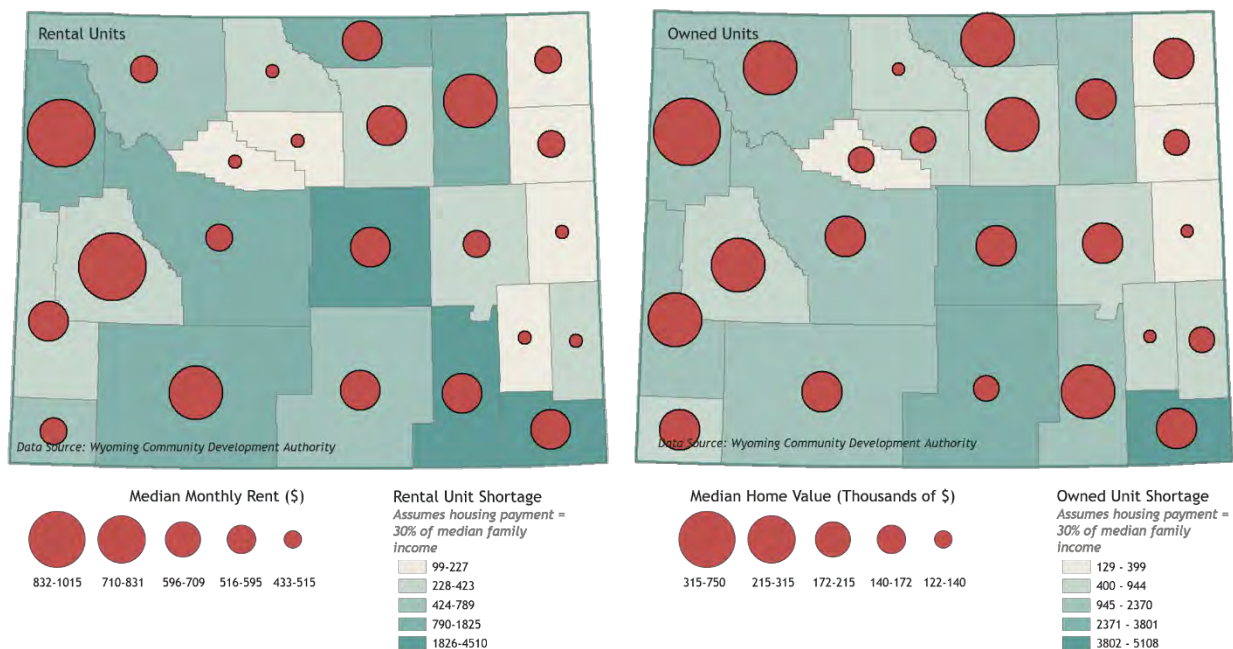 Rental Units
Data Source: Wyoming Community Development Authority
Median Monthly Rent ($)
832-1015
710-831
596-709
516-595
433-515
Rental Unit Shortage
Assumes housing payment =
30% of median family
income
99-227
228-423
424-789
790-1825
1826-4510
Owned Units
Data Source: Wyoming Community Development Authority
Median Home Value (Thousands of $)
315-750
215-315
172-215
140-172
122-140
Owned Unit Shortage
Assumes housing payment =
30% of median family
income
129 - 399
400 - 944
945 - 2370
2371 - 3801
3802 - 5108